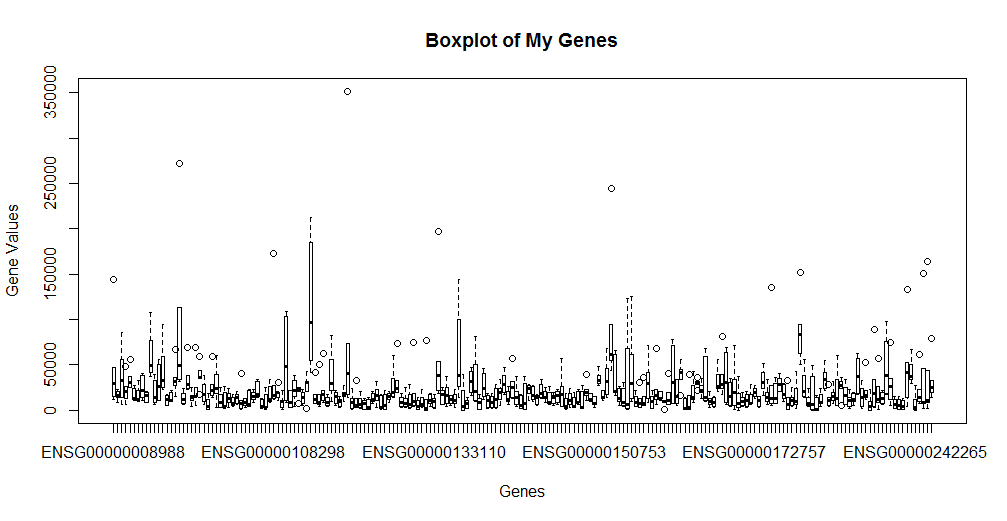 Boxplot of My Genes
Gene Values
350000
250000
150000
50000
0
ENSG00000008988 ENSG00000108298 ENSG00000133110 ENSG00000150753 ENSG00000172757 ENSG00000242265
Genes